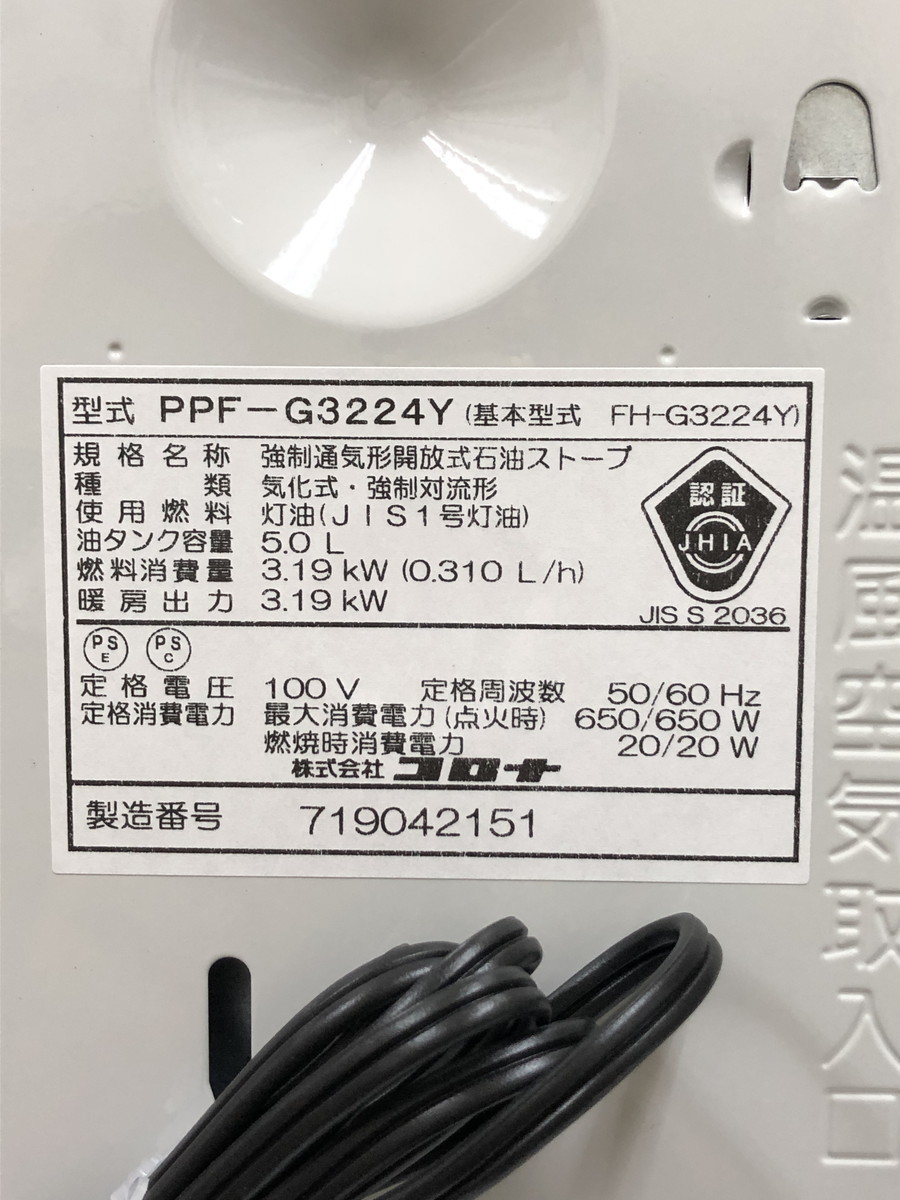 型式 PPF-G3224Y (基本型式 FH-G3224Y)
規格名称 強制通気形開放式石油ストーブ
種類 気化式・強制対流形
使用燃料 灯油(JIS1号灯油)
油タンク容量 5.0 L
燃料消費量 3.19 kW (0.310 L/h)
暖房出力 3.19 kW
認証
JHIA
JIS S 2036
PS E PS C
定格電圧 100 V 定格周波数 50/60 Hz
定格消費電力 最大消費電力(点火時) 650/650 W
燃焼時消費電力 20/20 W
株式会社 コロナ
製造番号 719042151
温風空気取入口